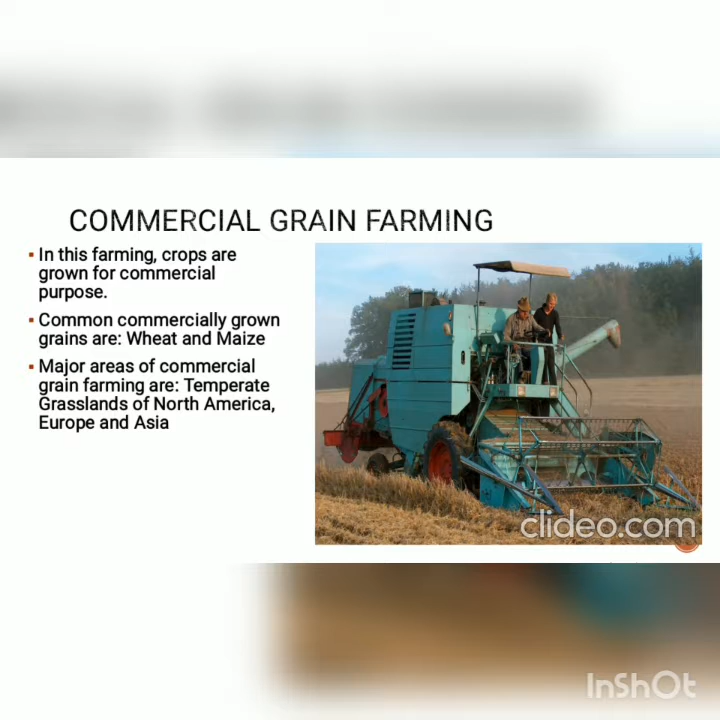 COMMERCIAL GRAIN FARMING
▪ In this farming, crops are
grown for commercial
purpose.
▪ Common commercially grown
grains are: Wheat and Maize
▪ Major areas of commercial
grain farming are: Temperate
Grasslands of North America,
Europe and Asia
clideo.com
InShOt